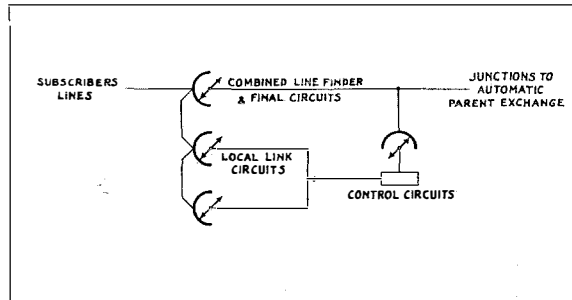 SUBSCRIBERS
LINES
COMBINED LINE FINDER
& FINAL CIRCUITS
JUNCTIONS TO
AUTOMATIC
PARENT EXCHANGE
LOCAL LINK
CIRCUITS
CONTROL CIRCUITS